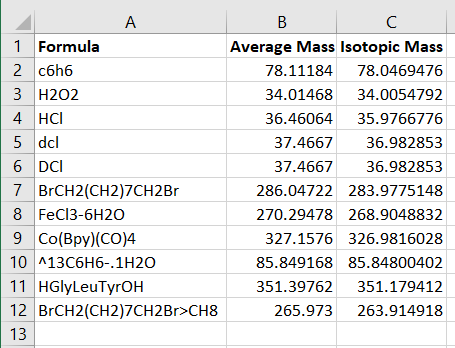 A B C
1 Formula Average Mass Isotopic Mass
2 c6h6 78.11184 78.0469476
3 H2O2 34.01468 34.0054792
4 HCl 36.46064 35.9766776
5 dcl 37.4667 36.982853
6 DCl 37.4667 36.982853
7 BrCH2(CH2)7CH2Br 286.04722 283.9775148
8 FeCl3-6H2O 270.29478 268.9048832
9 Co(Bpy)(CO)4 327.1576 326.9816028
10 ^13C6H6-.1H2O 85.849168 85.84800402
11 HGlyLeuTyrOH 351.39762 351.179412
12 BrCH2(CH2)7CH2Br>CH8 265.973 263.914918
13